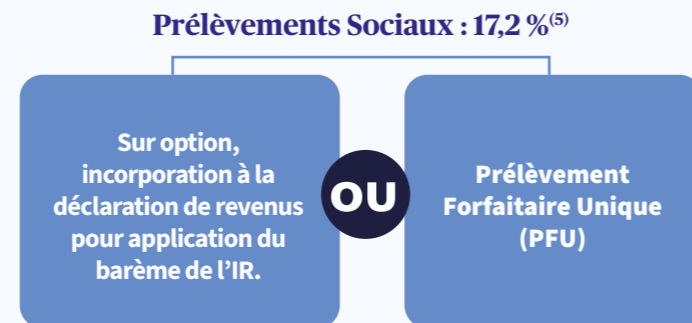 Prélèvements Sociaux : 17,2 %(5)
Sur option,
incorporation à la
déclaration de revenus
pour application du
barème de l’IR.
OU
Prélèvement
Forfaitaire Unique
(PFU)